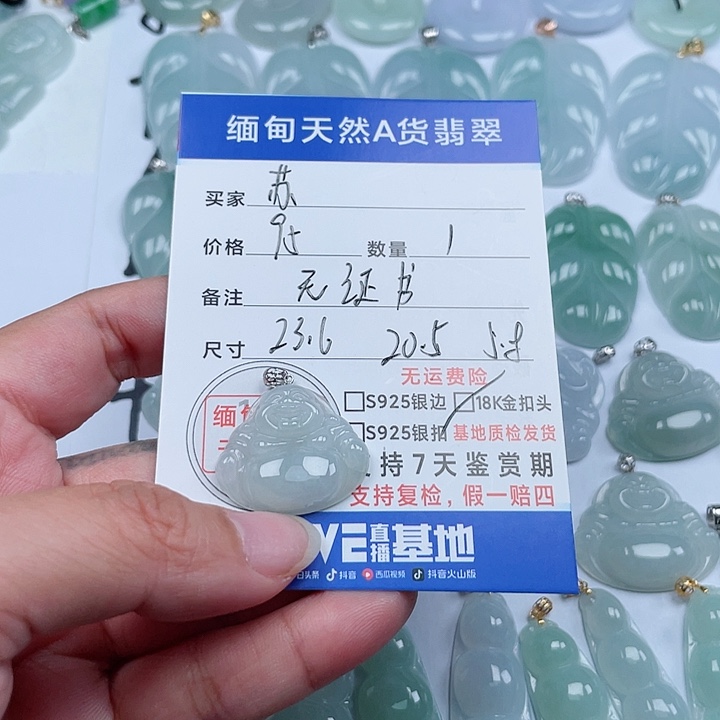 缅甸天然A货翡翠
买家 苏
价格 数量 1
备注 无证书
尺寸 23.6 20.5 5.9
无运费险
S925银边 18K金扣头
S925银扣 基地质检发货
持7天鉴赏期
支持复检，假一赔四
VE直播基地
头条 抖音 西瓜视频 抖音火山版